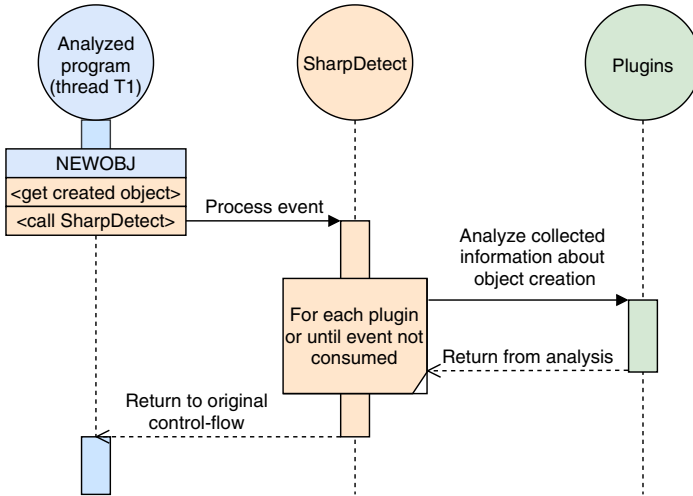 Analyzed
program
(thread T1)
SharpDetect
Plugins
NEWOBJ
<get created object>
<call SharpDetect>
Process event
Analyze collected
information about
object creation
For each plugin
or until event not
consumed
Return from analysis
Return to original
control-flow